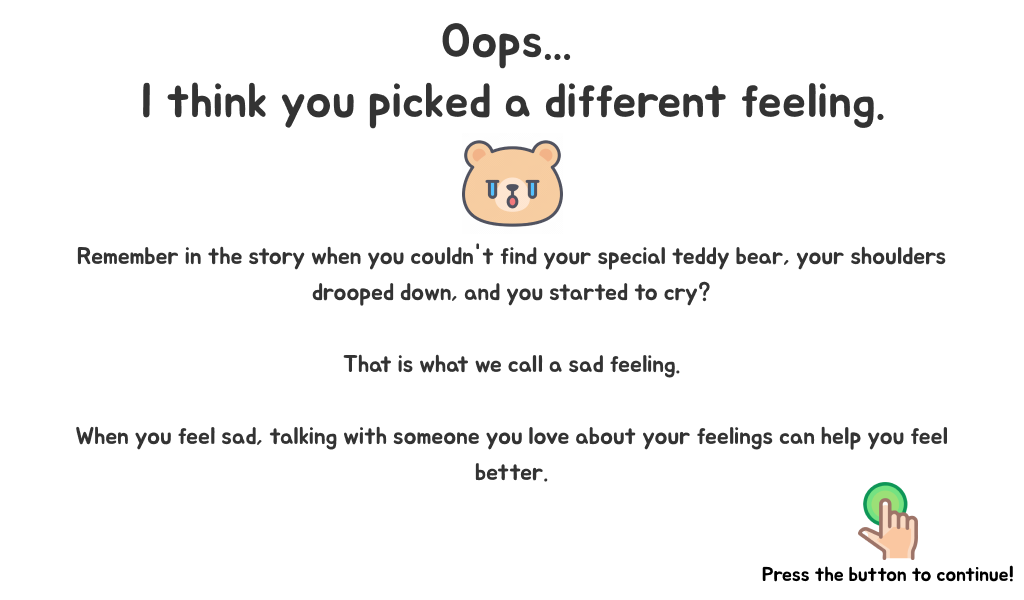 Oops...
I think you picked a different feeling.
Remember in the story when you couldn't find your special teddy bear, your shoulders
drooped down, and you started to cry?
That is what we call a sad feeling.
When you feel sad, talking with someone you love about your feelings can help you feel
better.
Press the button to continue!